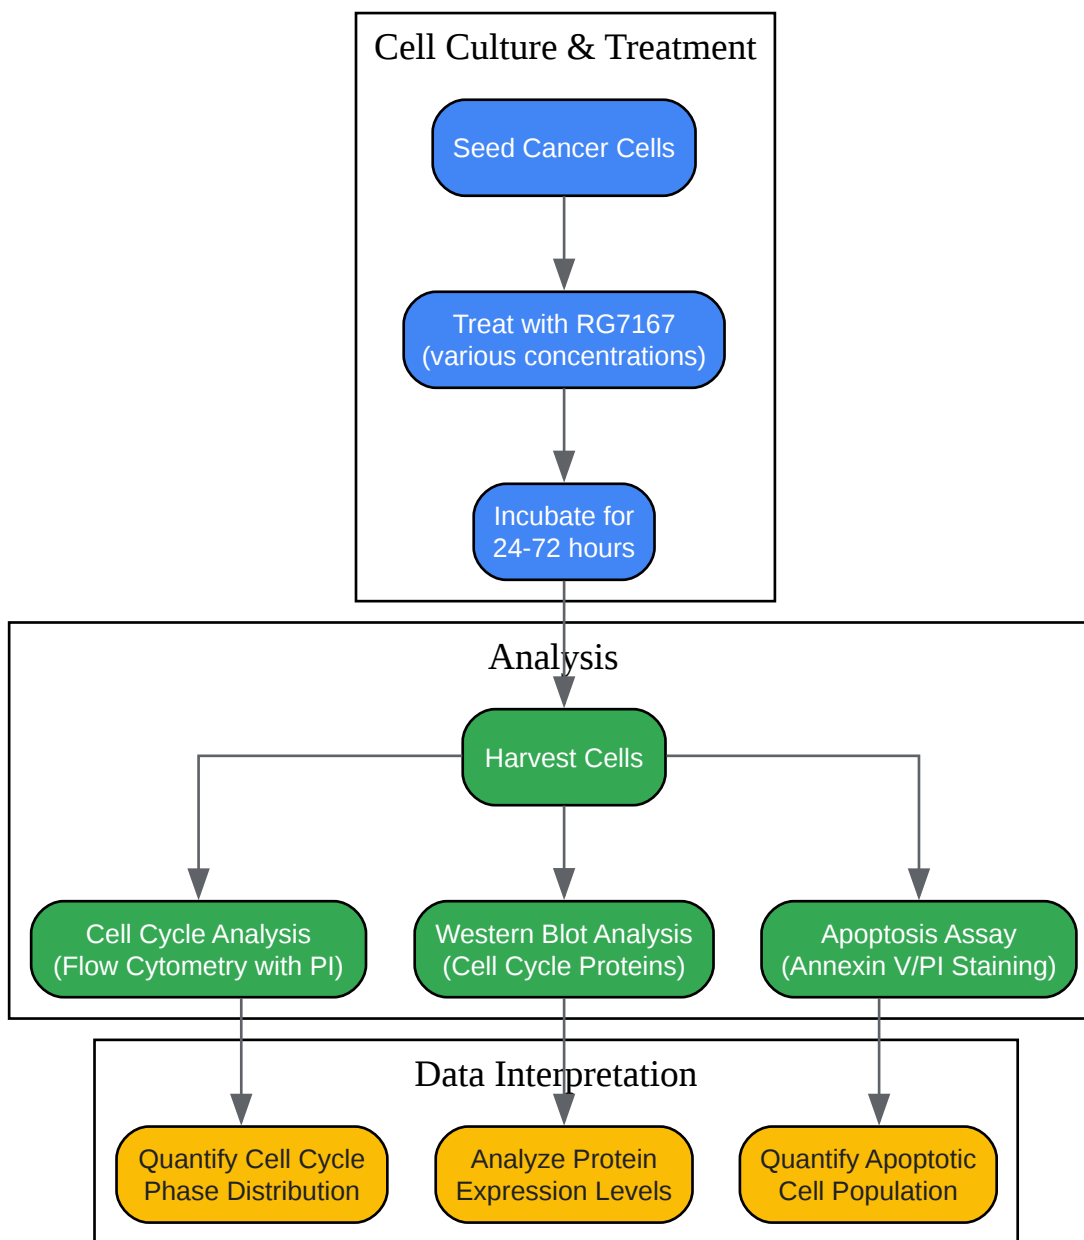 Cell Culture & Treatment
Seed Cancer Cells
Treat with RG7167
(various concentrations)
Incubate for
24-72 hours
Analysis
Harvest Cells
Cell Cycle Analysis
(Flow Cytometry with PI)
Western Blot Analysis
(Cell Cycle Proteins)
Apoptosis Assay
(Annexin V/PI Staining)
Data Interpretation
Quantify Cell Cycle
Phase Distribution
Analyze Protein
Expression Levels
Quantify Apoptotic
Cell Population